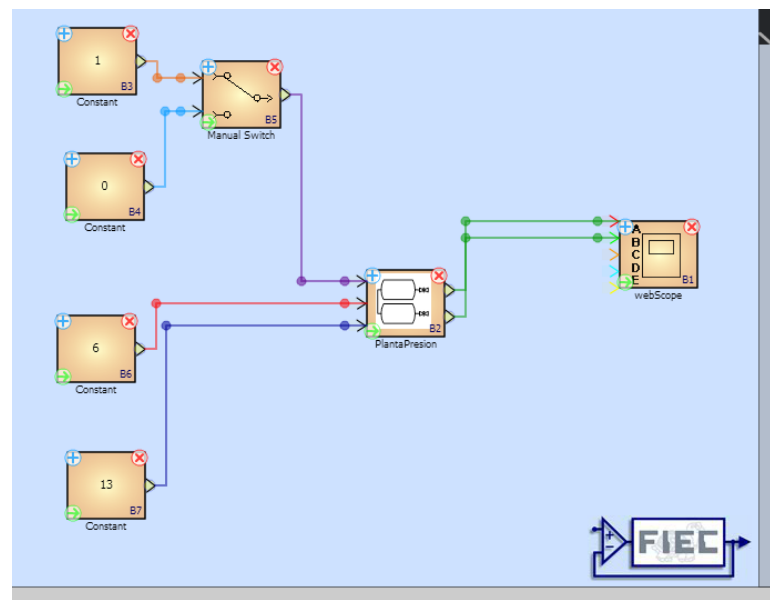 1
B3
Constant
B5
Manual Switch
0
B4
Constant
A
B
C
D
E
B1
webScope
B2
PlantaPresion
6
B6
Constant
13
B7
Constant
FIEC